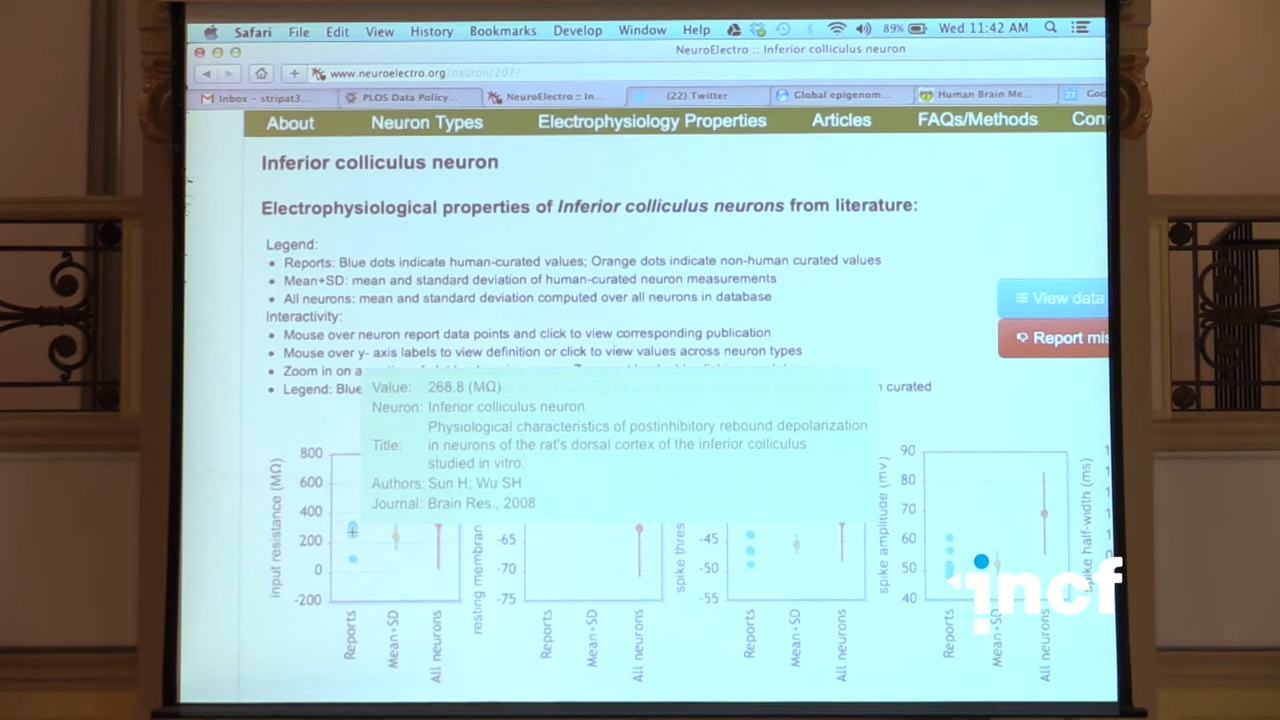 Safari File Edit View History Bookmarks Develop Window Help 89% Wed 11:42 AM
NeuroElectro :: Inferior colliculus neuron
www.neuroelectro.org/neuron/207/
Inbox – stripat3... PLOS Data Policy... NeuroElectro :: In... (22) Twitter Global epigenom... Human Brain Me... 27 Goo
About Neuron Types Electrophysiology Properties Articles FAQs/Methods Con
Inferior colliculus neuron
Electrophysiological properties of Inferior colliculus neurons from literature:
Legend:
• Reports: Blue dots indicate human-curated values; Orange dots indicate non-human curated values
• Mean+SD: mean and standard deviation of human-curated neuron measurements
• All neurons: mean and standard deviation computed over all neurons in database
Interactivity:
• Mouse over neuron report data points and click to view corresponding publication
• Mouse over y- axis labels to view definition or click to view values across neuron types
• Zoom in on a
• Legend: Blue
curated
View data
Report mis
Value: 268.8 (MΩ)
Neuron: Inferior colliculus neuron
Title: Physiological characteristics of postinhibitory rebound depolarization
in neurons of the rat's dorsal cortex of the inferior colliculus
studied in vitro.
Authors: Sun H; Wu SH
Journal: Brain Res., 2008
input resistance (MΩ)
800
600
400
200
0
-200
Reports
Mean+SD
All neurons
resting membran
-65
-70
-75
Reports
Mean+SD
All neurons
spike thres
-45
-50
-55
Reports
Mean+SD
All neurons
spike amplitude (mv)
90
80
70
60
50
40
Reports
Mean+SD
All neurons
spike half-width (ms)
incf